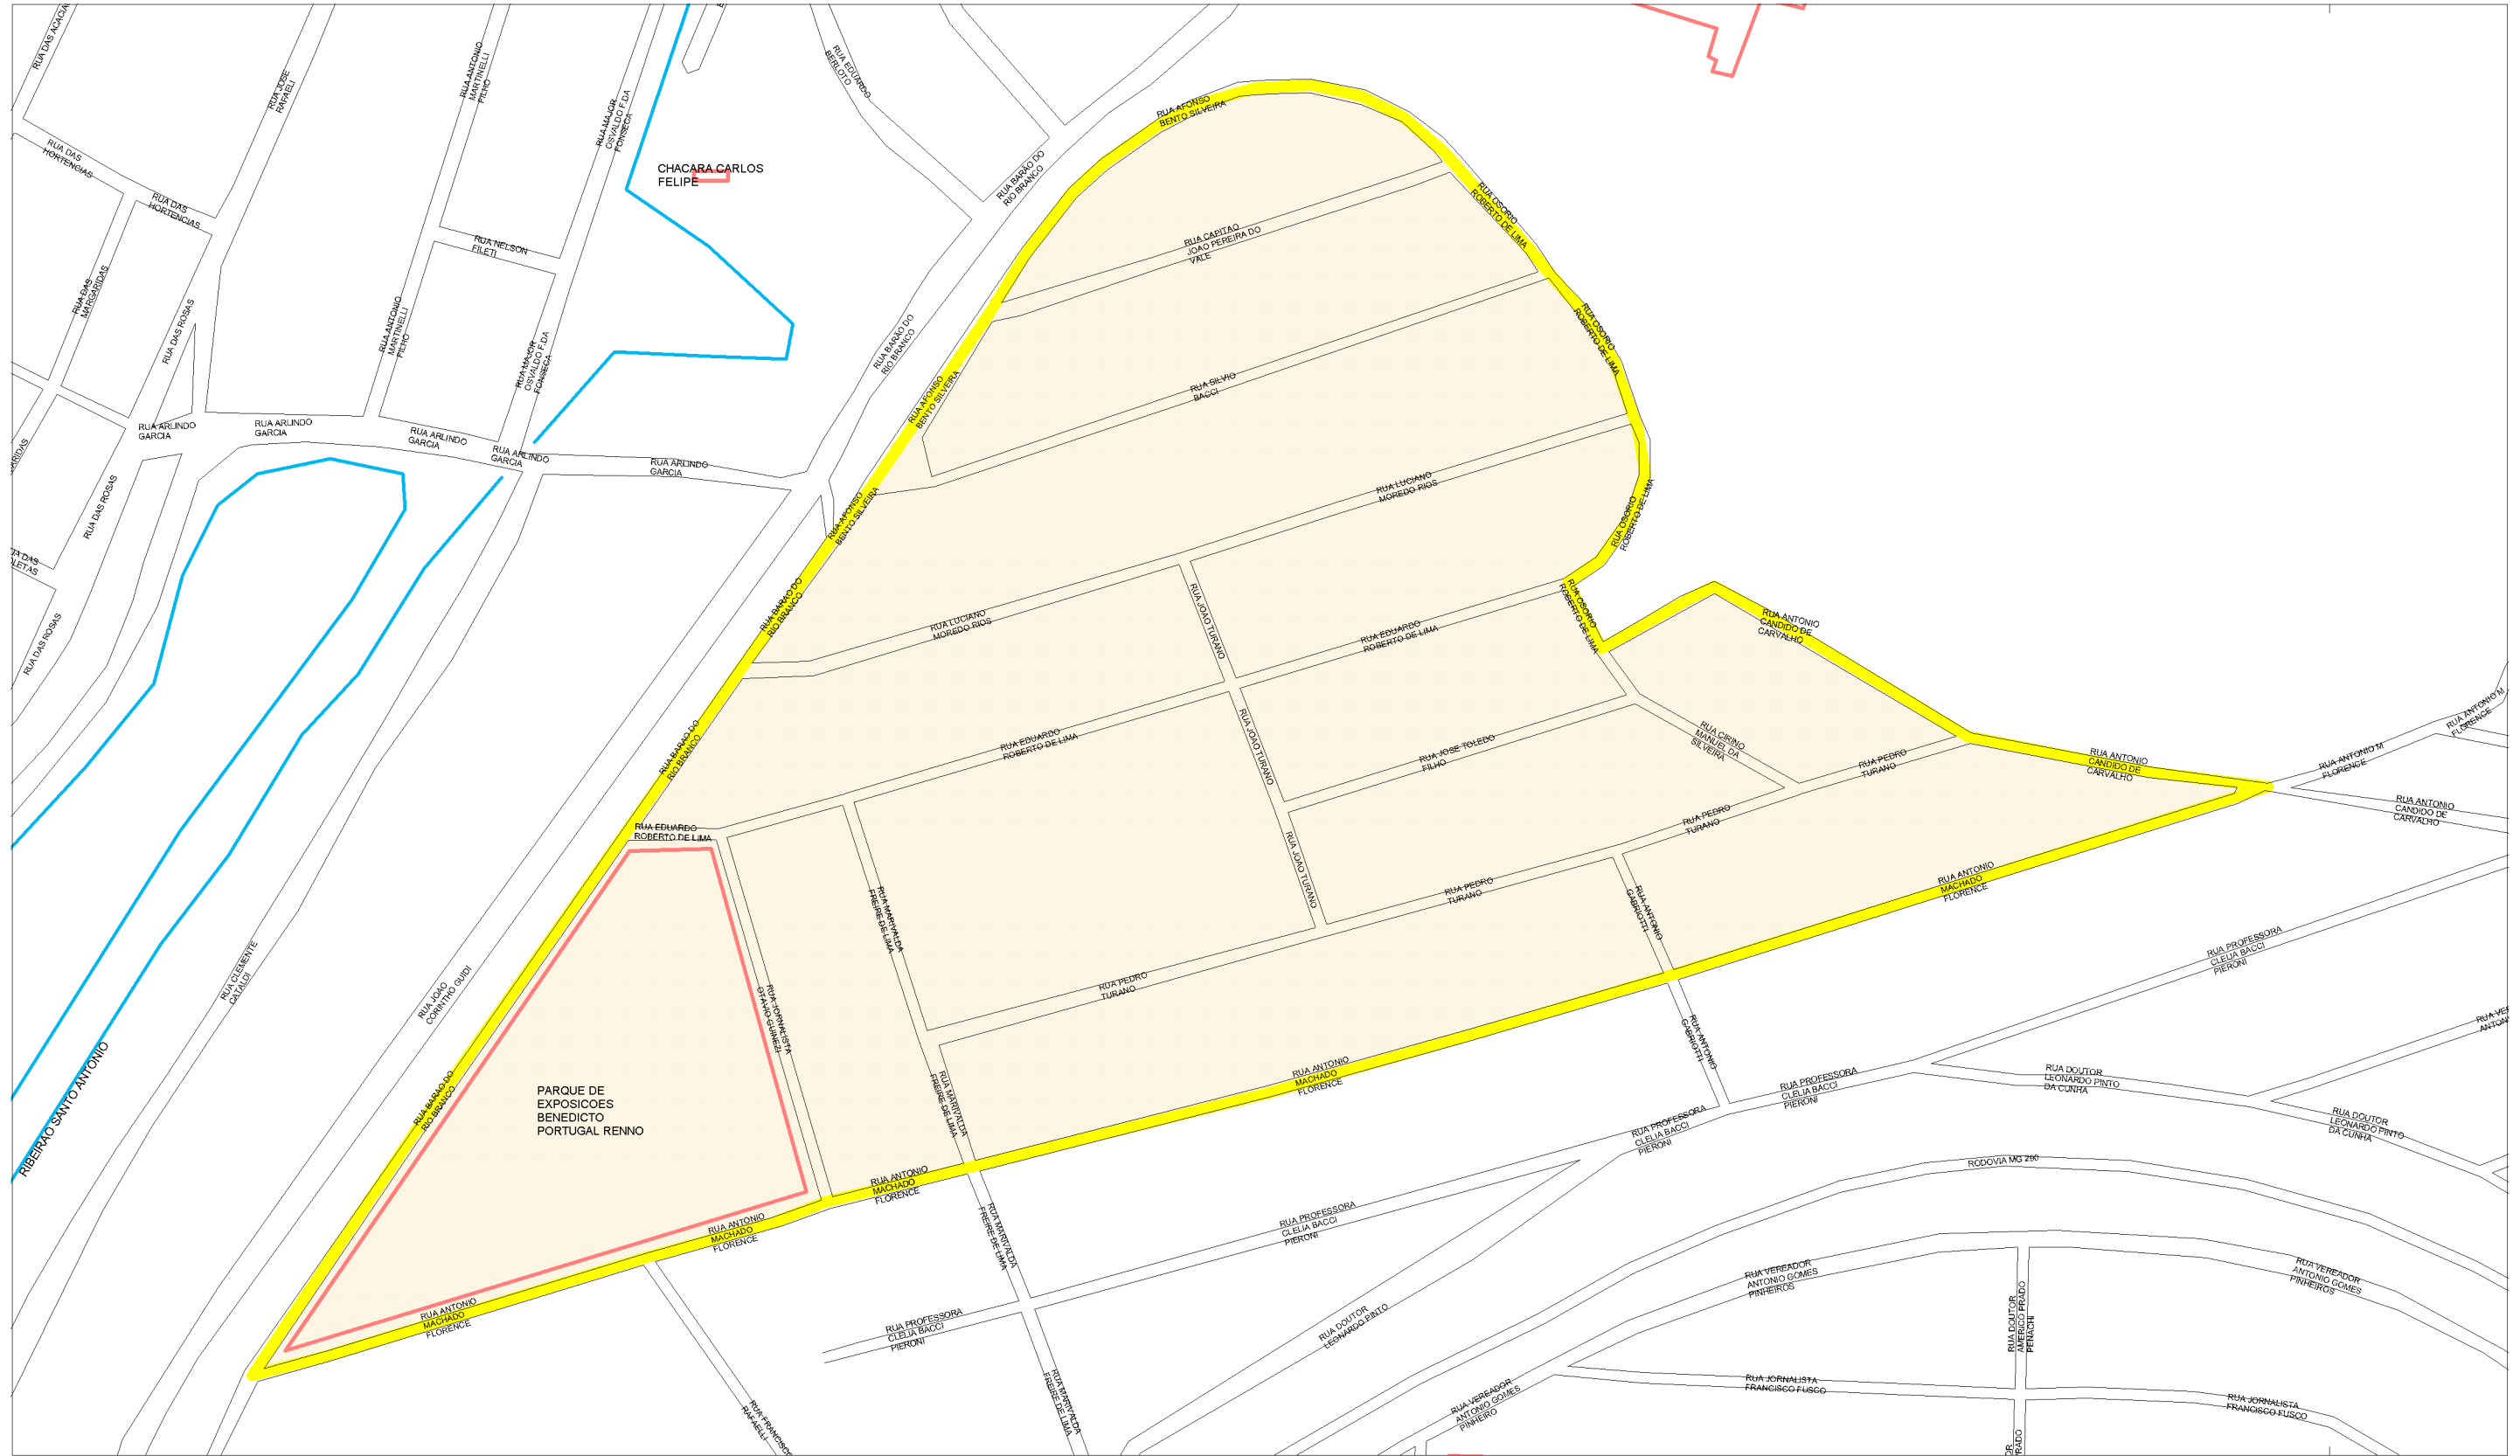 RUA DAS ACACIAS
RUA JOSE
RAFAELI
RUA ANTONIO
MARTINELLI
FILHO
RUA MAJOR
OSVALDO F.DA
FONSECA
RUA EDUARDO
BERLOTO
RUA AFONSO
BENTO SILVEIRA
RUA DAS
HORTENCIAS
RUA DAS
HORTENCIAS
CHACARA CARLOS
FELIPE
RUA BARÃO DO
RIO BRANCO
RUA OSORIO
ROBERTO DE LIMA
RUA NELSON
FILETI
RUA CAPITAO
JOAO PEREIRA DO
VALE
RUA DAS
MARGARIDAS
RUA DAS ROSAS
RUA ANTONIO
MARTINELLI
FILHO
RUA MAJOR
OSVALDO F.DA
FONSECA
RUA BARÃO DO
RIO BRANCO
RUA OSORIO
ROBERTO DE LIMA
RUA AFONSO
BENTO SILVEIRA
RUA SILVIO
BACCI
RUA ARLINDO
GARCIA
RUA ARLINDO
GARCIA
RUA ARLINDO
GARCIA
RUA ARLINDO
GARCIA
RUA ARLINDO
GARCIA
RUA DAS ROSAS
RUA AFONSO
BENTO SILVEIRA
RUA LUCIANO
MOREDO RIOS
RUA OSORIO
ROBERTO DE LIMA
RUA DAS ROSAS
RUA BARAO DO
RIO BRANCO
RUA LUCIANO
MOREDO RIOS
RUA JOAO TURANO
RUA EDUARDO
ROBERTO DE LIMA
RUA OSORIO
ROBERTO DE LIMA
RUA ANTONIO
CANDIDO DE
CARVALHO
RUA BARAO DO
RIO BRANCO
RUA EDUARDO
ROBERTO DE LIMA
RUA JOAO TURANO
RUA JOSE TOLEDO
FILHO
RUA CIRINO
MANUEL DA
SILVEIRA
RUA PEDRO
TURANO
RUA ANTONIO
CANDIDO DE
CARVALHO
RUA ANTONIO M
FLORENCE
RUA ANTONIO M
FLORENCE
RUA ANTONIO
CANDIDO DE
CARVALHO
RUA EDUARDO
ROBERTO DE LIMA
RUA JOAO TURANO
RUA PEDRO
TURANO
RUA PEDRO
TURANO
RUA ANTONIO
MACHADO
FLORENCE
RUA MARIVALDA
FREIRE DE LIMA
RUA ANTONIO
GABRIOTTI
RUA PROFESSORA
CLELIA BACCI
PIERONI
RUA CLEMENTE
CATALDI
RUA JOAO
CORINTHO GUIDI
RUA JORNALISTA
OTAVIO GUINEZI
RUA PEDRO
TURANO
RUA ANTONIO
GABRIOTTI
RIBEIRAO SANTO ANTONIO
RUA BARAO DO
RIO BRANCO
PARQUE DE
EXPOSICOES
BENEDICTO
PORTUGAL RENNO
RUA MARIVALDA
FREIRE DE LIMA
RUA ANTONIO
MACHADO
FLORENCE
RUA PROFESSORA
CLELIA BACCI
PIERONI
RUA PROFESSORA
CLELIA BACCI
PIERONI
RUA DOUTOR
LEONARDO PINTO
DA CUNHA
RUA DOUTOR
LEONARDO PINTO
DA CUNHA
RODOVIA MG 290
RUA ANTONIO
MACHADO
FLORENCE
RUA ANTONIO
MACHADO
FLORENCE
RUA MARIVALDA
FREIRE DE LIMA
RUA PROFESSORA
CLELIA BACCI
PIERONI
RUA ANTONIO
MACHADO
FLORENCE
RUA PROFESSORA
CLELIA BACCI
PIERONI
RUA DOUTOR
LEONARDO PINTO
RUA VEREADOR
ANTONIO GOMES
PINHEIROS
RUA DOUTOR
AMERICO PRADO
PENACHI
RUA VEREADOR
ANTONIO GOMES
PINHEIROS
RUA FRANCISCO
RAFAELLI
RUA MARIVALDA
FREIRE DE LIMA
RUA VEREADOR
ANTONIO GOMES
PINHEIRO
RUA JORNALISTA
FRANCISCO FUSCO
RUA JORNALISTA
FRANCISCO FUSCO